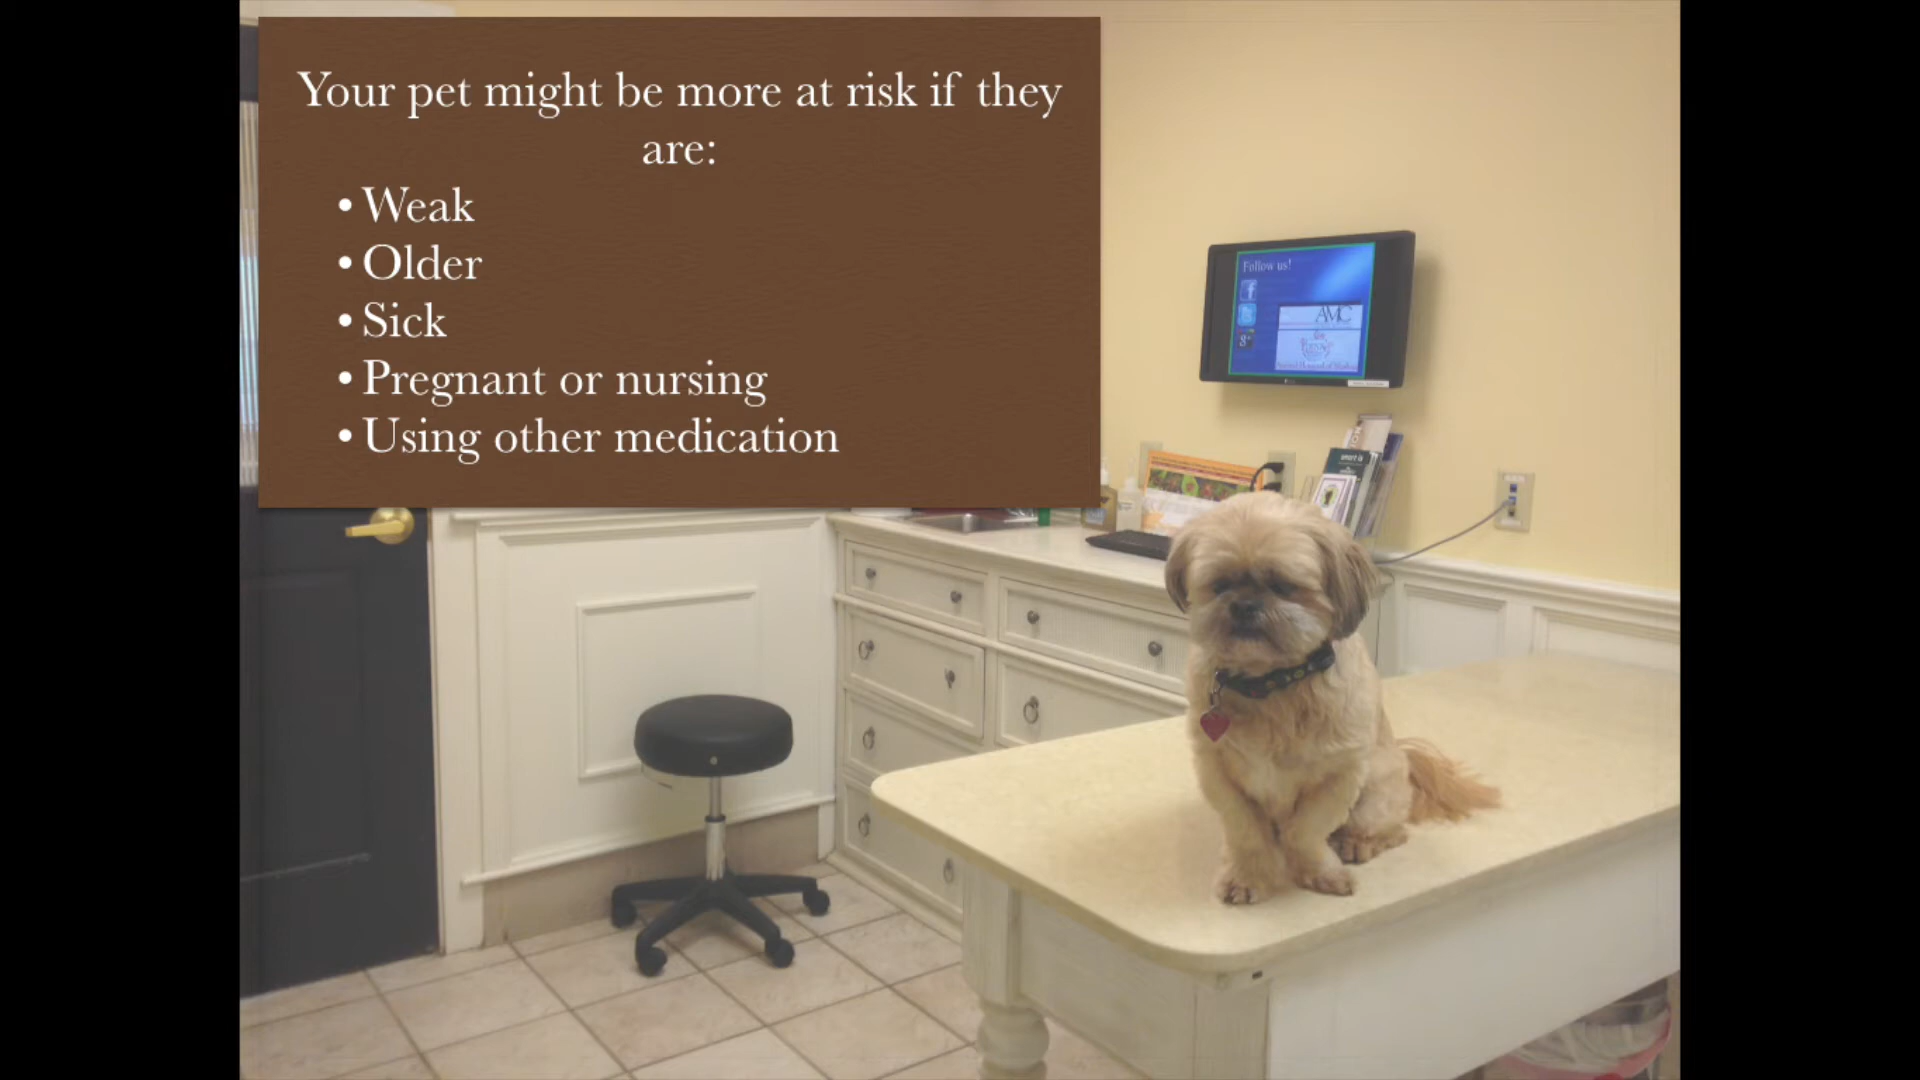 Your pet might be more at risk if they
are:
• Weak
• Older
• Sick
• Pregnant or nursing
• Using other medication
Follow us!
AMC